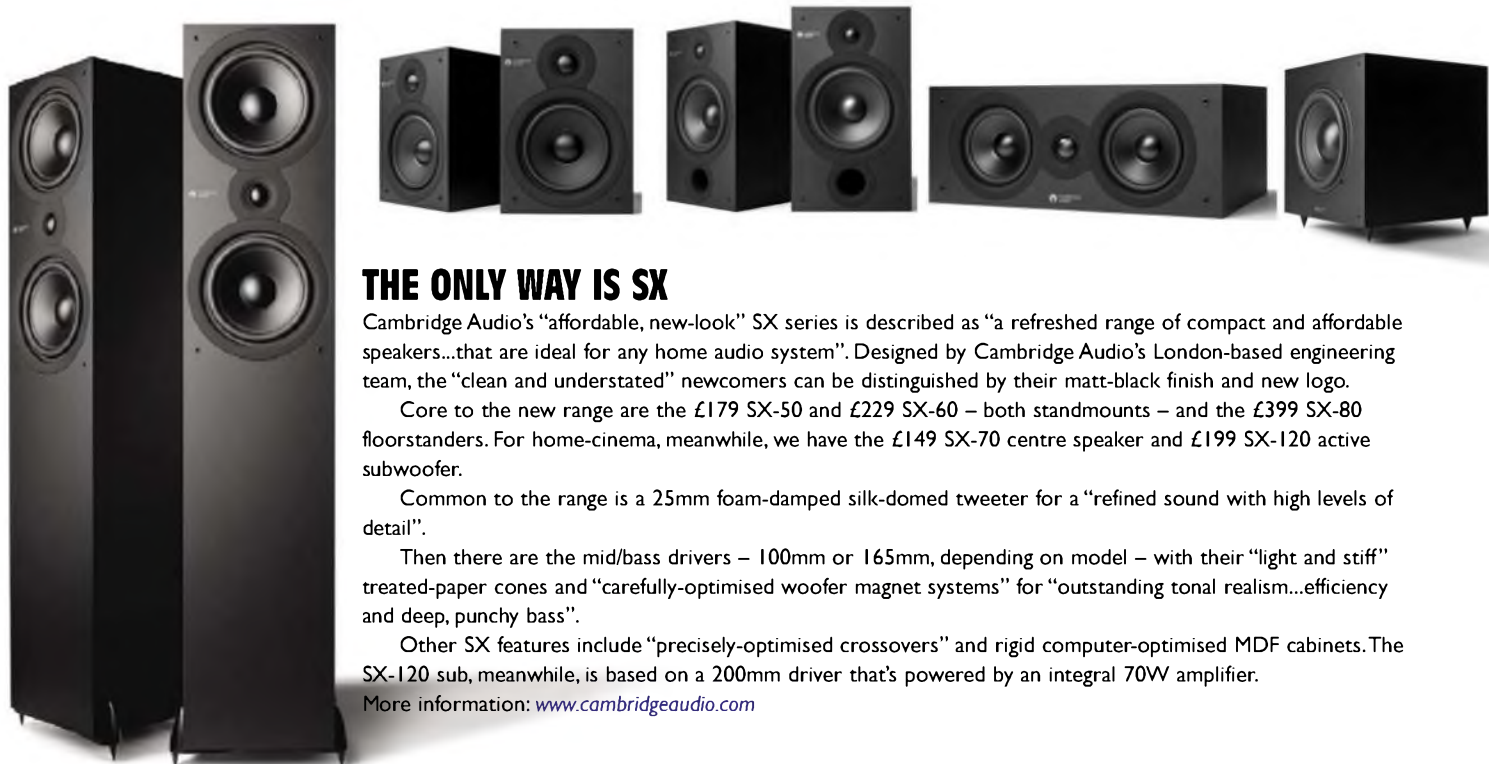 THE ONLY WAY IS SX
Cambridge Audio's “affordable, new-look” SX series is described as “a refreshed range of compact and affordable
speakers...that are ideal for any home audio system”. Designed by Cambridge Audio's London-based engineering
team, the “clean and understated” newcomers can be distinguished by their matt-black finish and new logo.
Core to the new range are the £179 SX-50 and £229 SX-60 – both standmounts – and the £399 SX-80
floorstanders. For home-cinema, meanwhile, we have the £149 SX-70 centre speaker and £199 SX-120 active
subwoofer.
Common to the range is a 25mm foam-damped silk-domed tweeter for a “refined sound with high levels of
detail”.
Then there are the mid/bass drivers – 100mm or 165mm, depending on model – with their “light and stiff”
treated-paper cones and “carefully-optimised woofer magnet systems” for “outstanding tonal realism...efficiency
and deep, punchy bass”.
Other SX features include “precisely-optimised crossovers” and rigid computer-optimised MDF cabinets. The
SX-120 sub, meanwhile, is based on a 200mm driver that's powered by an integral 70W amplifier.
More information: www.cambridgeaudio.com